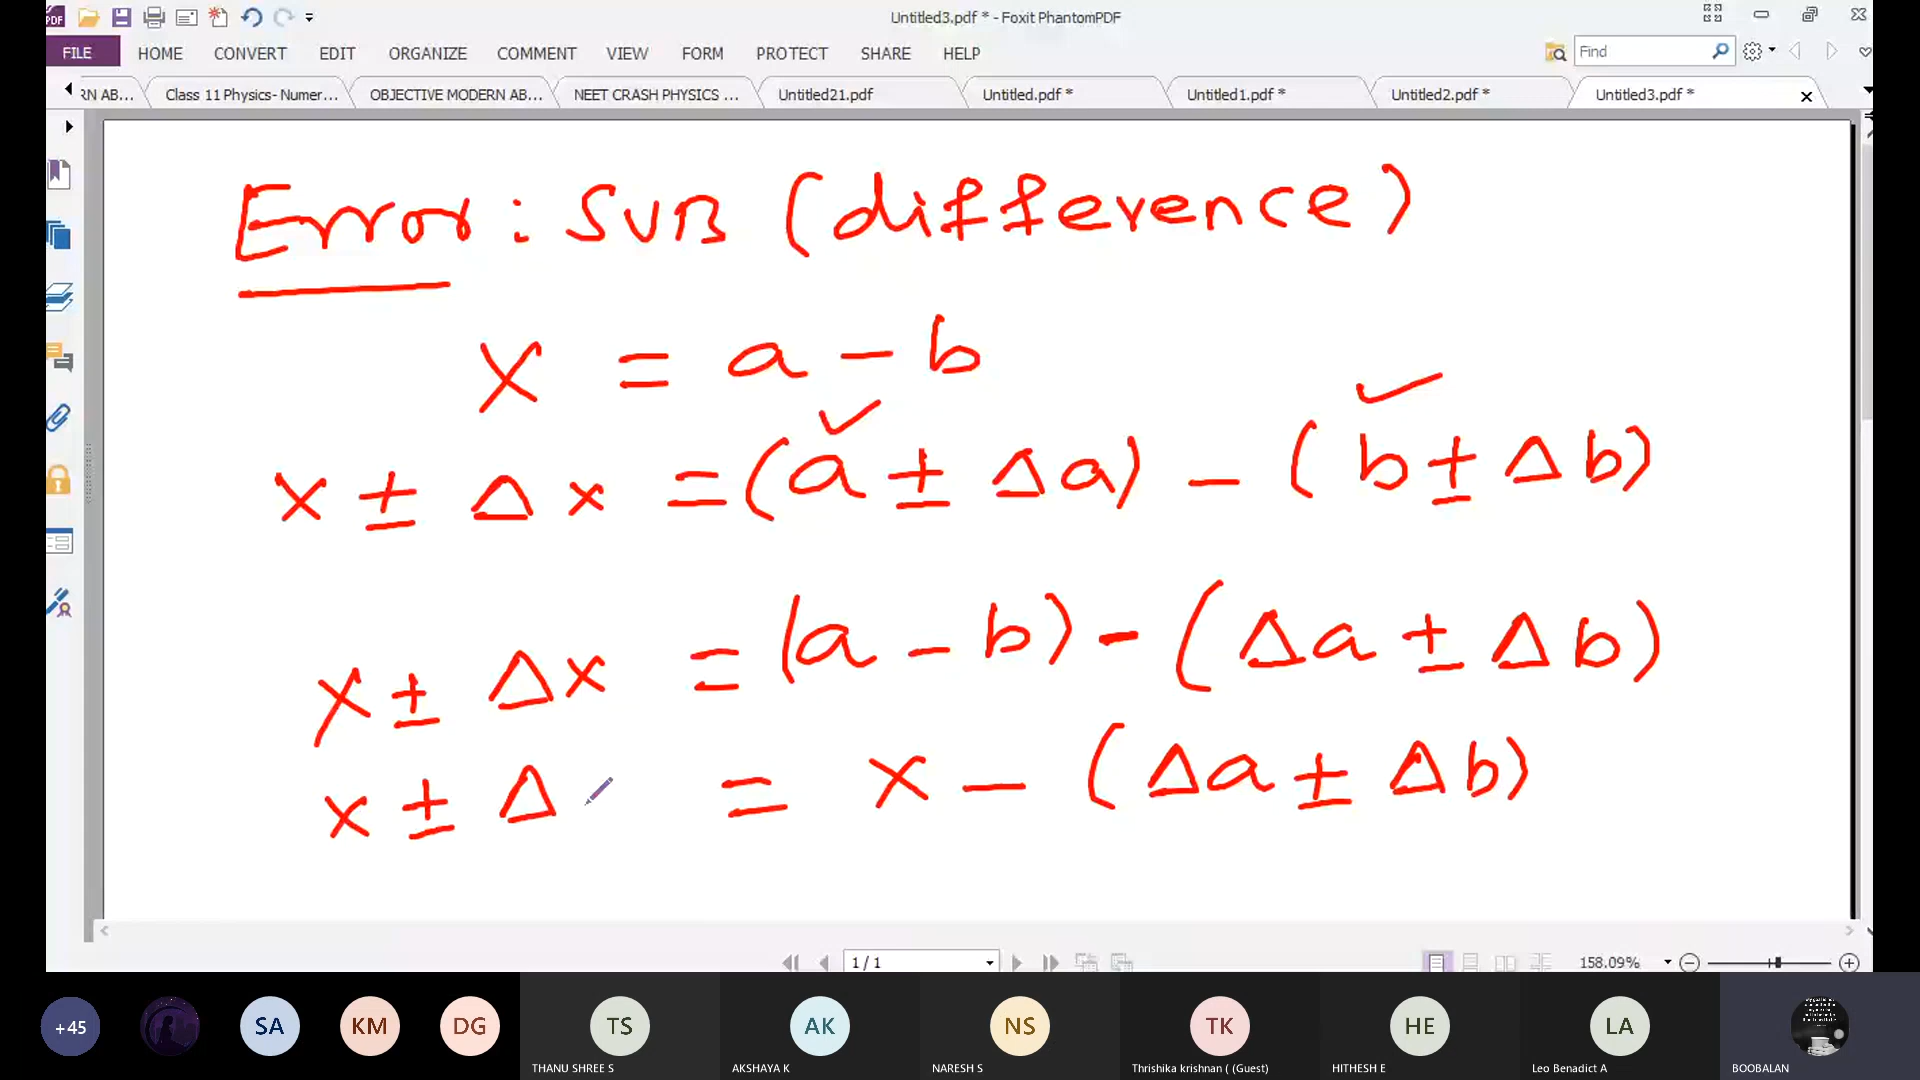 Untitled3.pdf * - Foxit PhantomPDF
FILE HOME CONVERT EDIT ORGANIZE COMMENT VIEW FORM PROTECT SHARE HELP
Find
RN AB... Class 11 Physics- Numer... OBJECTIVE MODERN AB... NEET CRASH PHYSICS ... Untitled21.pdf Untitled.pdf * Untitled1.pdf * Untitled2.pdf * Untitled3.pdf *
Error : SUB (difference)
x = a - b
x ± Δx = (a ± Δa) - (b ± Δb)
x ± Δx = (a - b) - (Δa ± Δb)
x ± Δ = x - (Δa ± Δb)
1 / 1
158.09%
+45 SA KM DG TS AK NS TK HE LA
THANU SHREE S AKSHAYA K NARESH S Thrishika krishnan ( (Guest) HITHESH E Leo Benadict A BOOBALAN